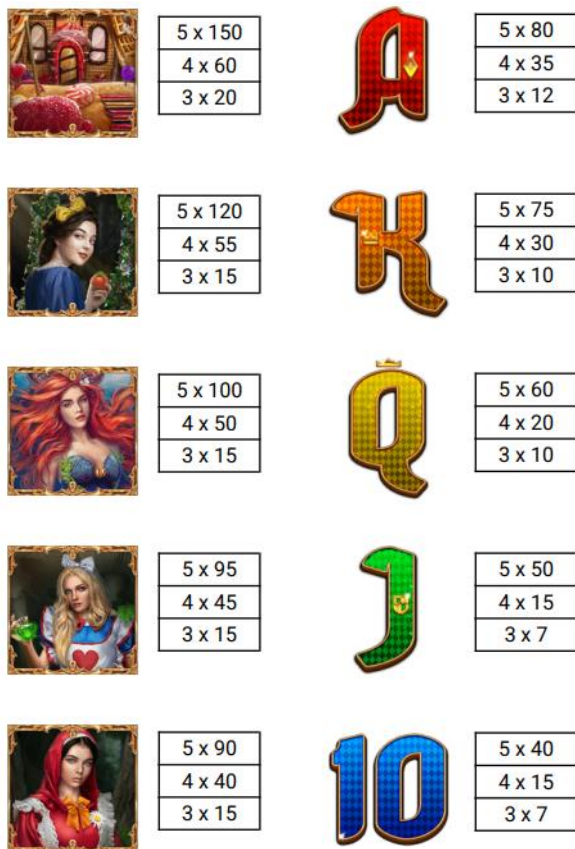 5 x 150
4 x 60
3 x 20
A
5 x 80
4 x 35
3 x 12
5 x 120
4 x 55
3 x 15
K
5 x 75
4 x 30
3 x 10
5 x 100
4 x 50
3 x 15
Q
5 x 60
4 x 20
3 x 10
5 x 95
4 x 45
3 x 15
J
5 x 50
4 x 15
3 x 7
5 x 90
4 x 40
3 x 15
10
5 x 40
4 x 15
3 x 7